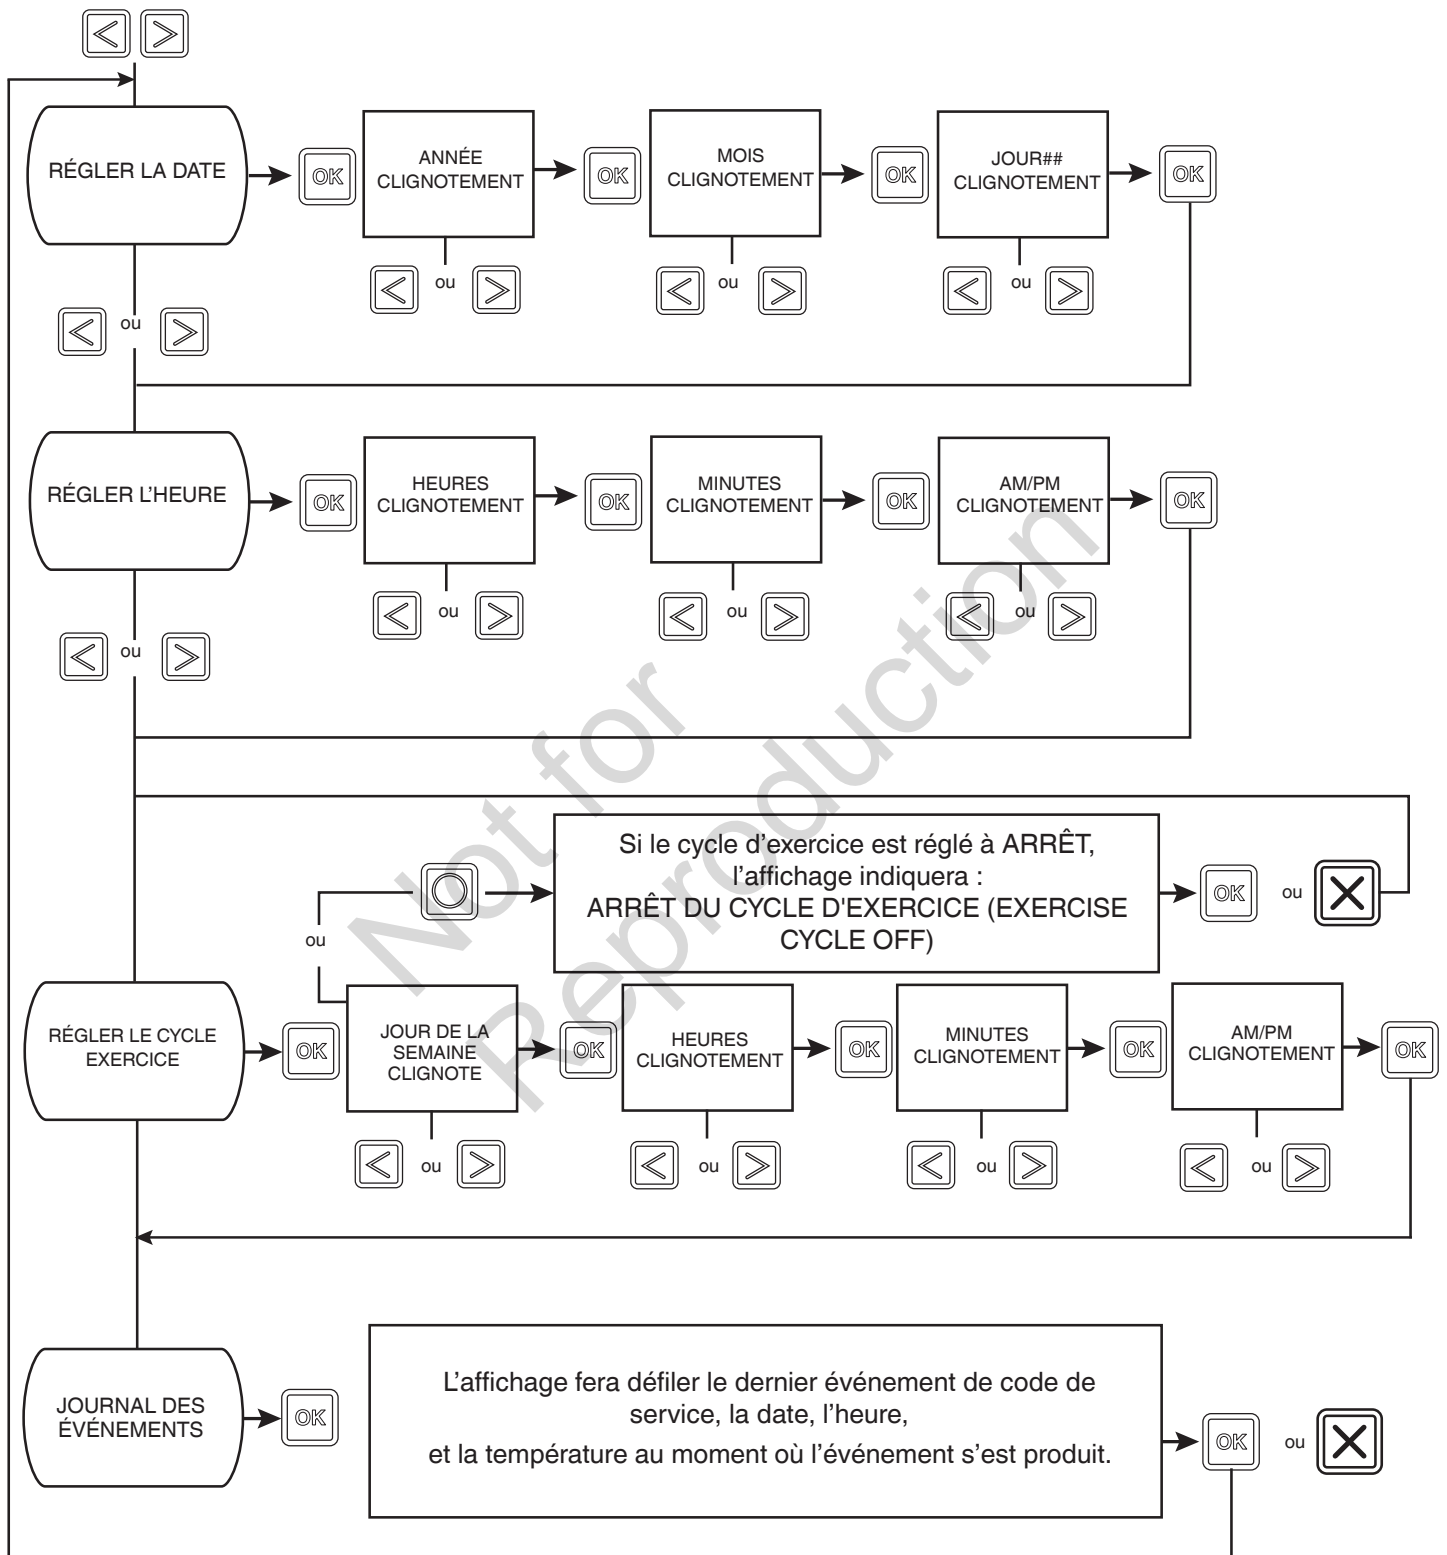 RÉGLER LA DATE
OK
ANNÉE
CLIGNOTEMENT
OK
MOIS
CLIGNOTEMENT
OK
JOUR##
CLIGNOTEMENT
OK
ou
ou
ou
ou
RÉGLER L'HEURE
OK
HEURES
CLIGNOTEMENT
OK
MINUTES
CLIGNOTEMENT
OK
AM/PM
CLIGNOTEMENT
OK
ou
ou
ou
ou
Not for
Reproduction
Si le cycle d'exercice est réglé à ARRÊT,
l'affichage indiquera :
ARRÊT DU CYCLE D'EXERCICE (EXERCISE
CYCLE OFF)
OK
ou
ou
RÉGLER LE CYCLE
EXERCICE
OK
JOUR DE LA
SEMAINE
CLIGNOTE
OK
HEURES
CLIGNOTEMENT
OK
MINUTES
CLIGNOTEMENT
OK
AM/PM
CLIGNOTEMENT
OK
ou
ou
ou
ou
JOURNAL DES
ÉVÉNEMENTS
OK
L'affichage fera défiler le dernier événement de code de
service, la date, l'heure,
et la température au moment où l'événement s'est produit.
OK
ou